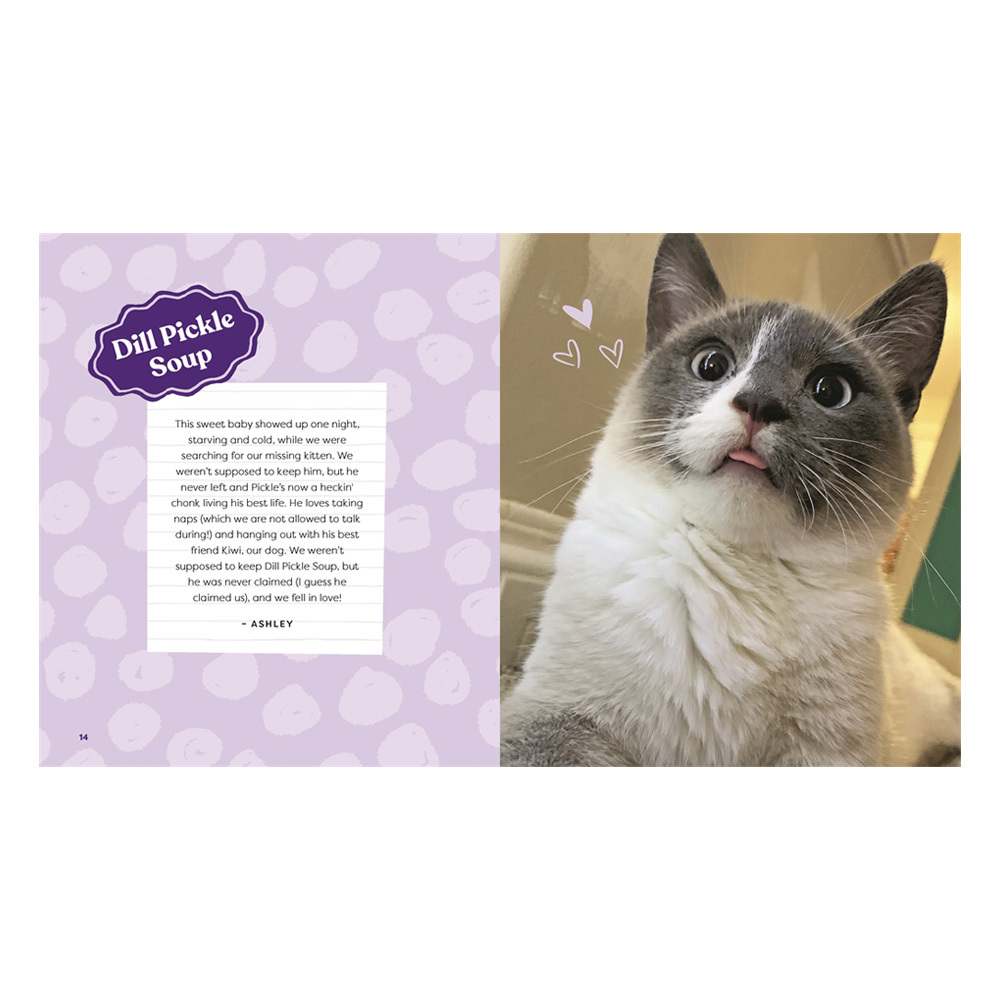 Dill Pickle
Soup
This sweet baby showed up one night,
starving and cold, while we were
searching for our missing kitten. We
weren't supposed to keep him, but he
never left and Pickle's now a heckin'
chonk living his best life. He loves taking
naps (which we are not allowed to talk
during!) and hanging out with his best
friend Kiwi, our dog. We weren't
supposed to keep Dill Pickle Soup, but
he was never claimed (I guess he
claimed us), and we fell in love!
– ASHLEY
14